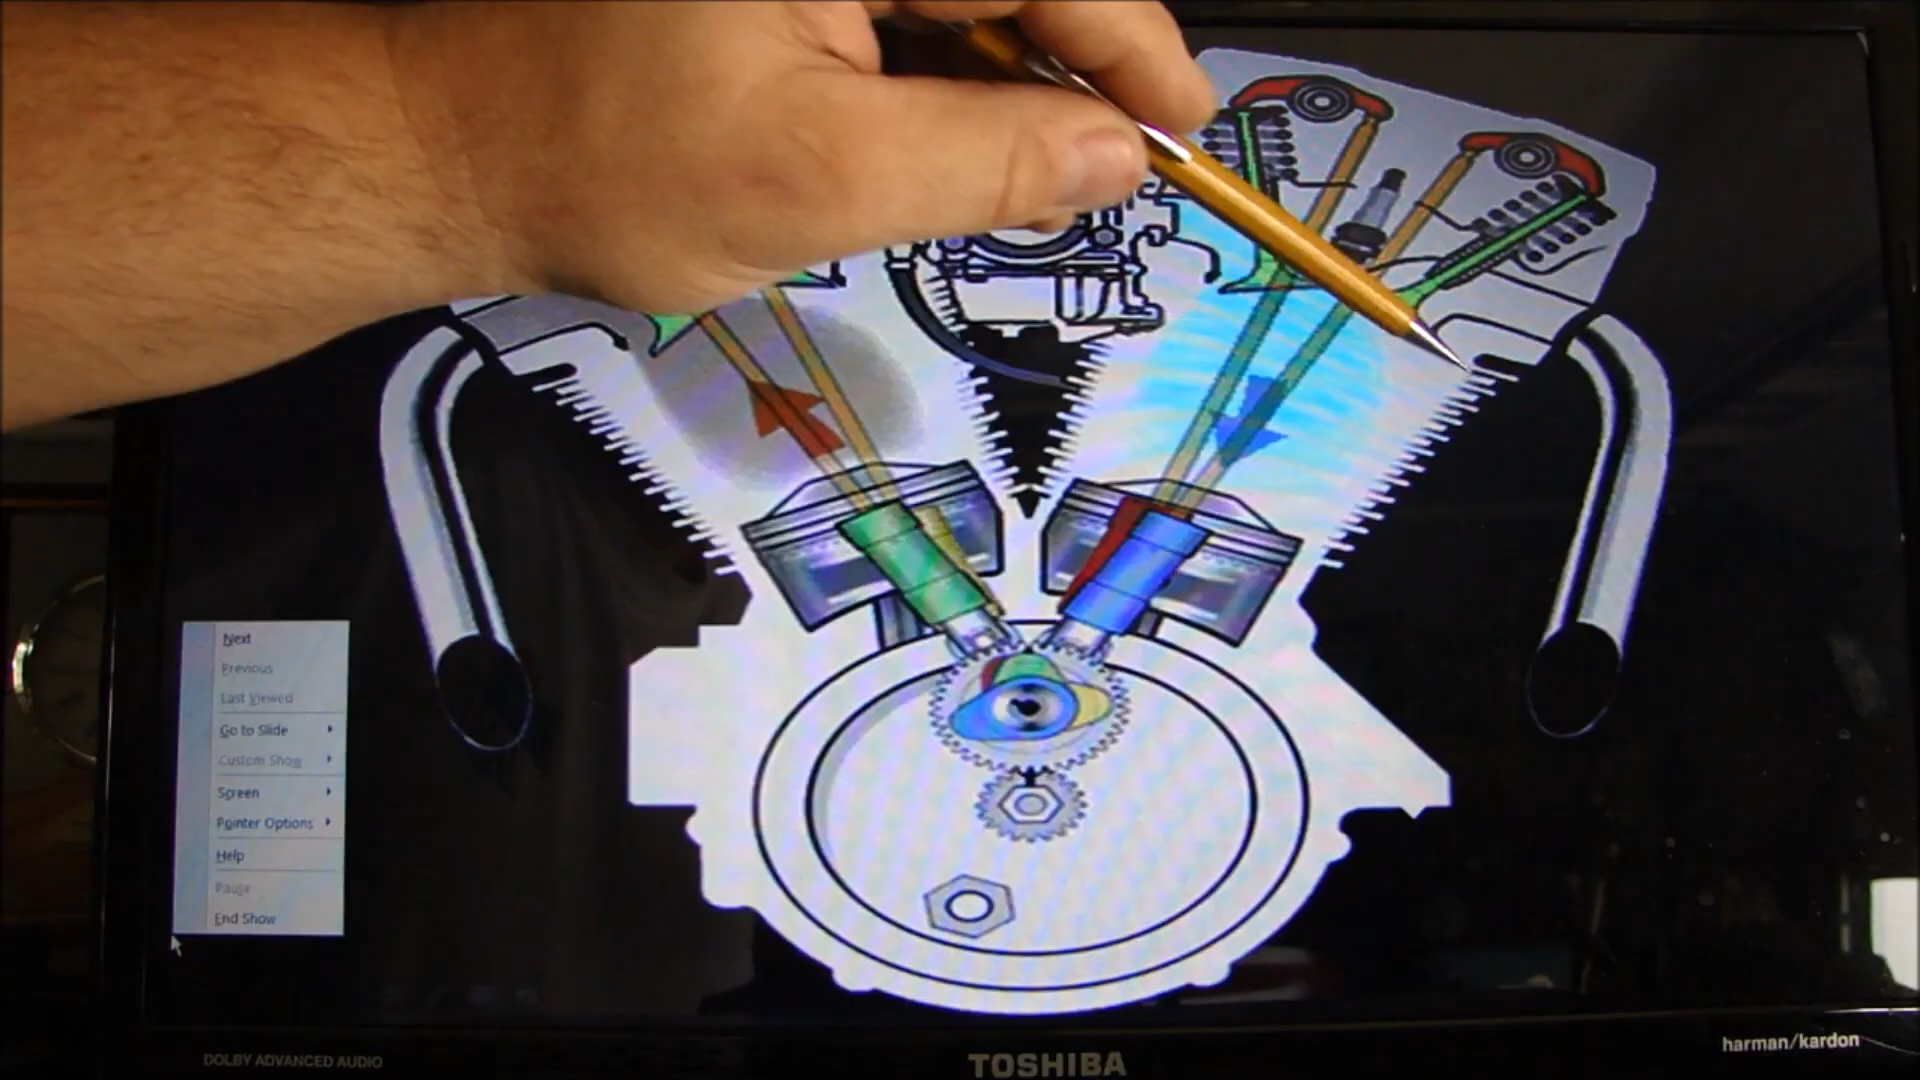 Next
Previous
Last Viewed
Go to Slide
Custom Show
Screen
Pointer Options
Help
Pause
End Show
DOLBY ADVANCED AUDIO
TOSHIBA
harman/kardon